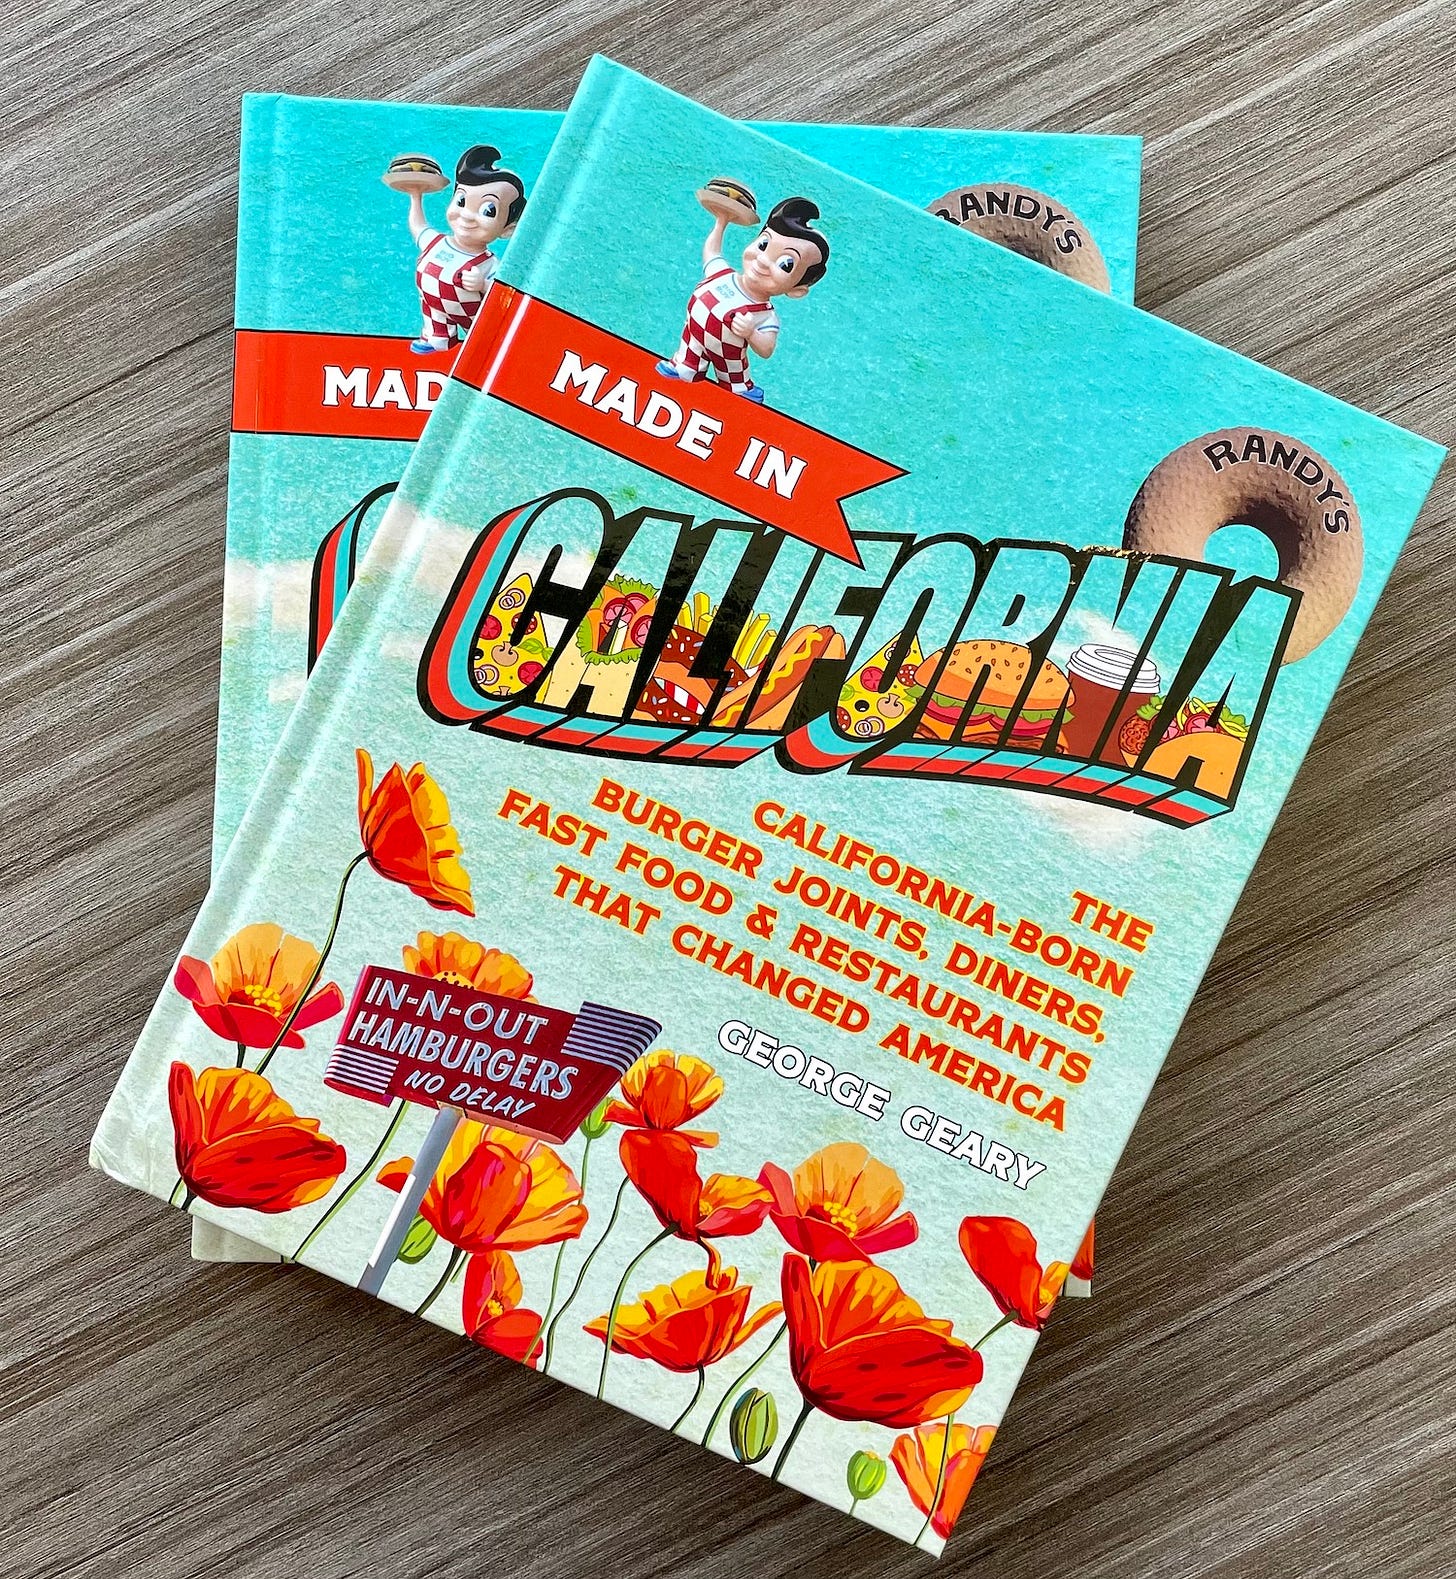 RANDY'S
MAD
MADE IN
RANDY'S
CALIFORNIA
THE
CALIFORNIA-BORN
BURGER JOINTS, DINERS,
FAST FOOD & RESTAURANTS
THAT CHANGED AMERICA
GEORGE GEARY
IN-N-OUT
HAMBURGERS
NO DELAY